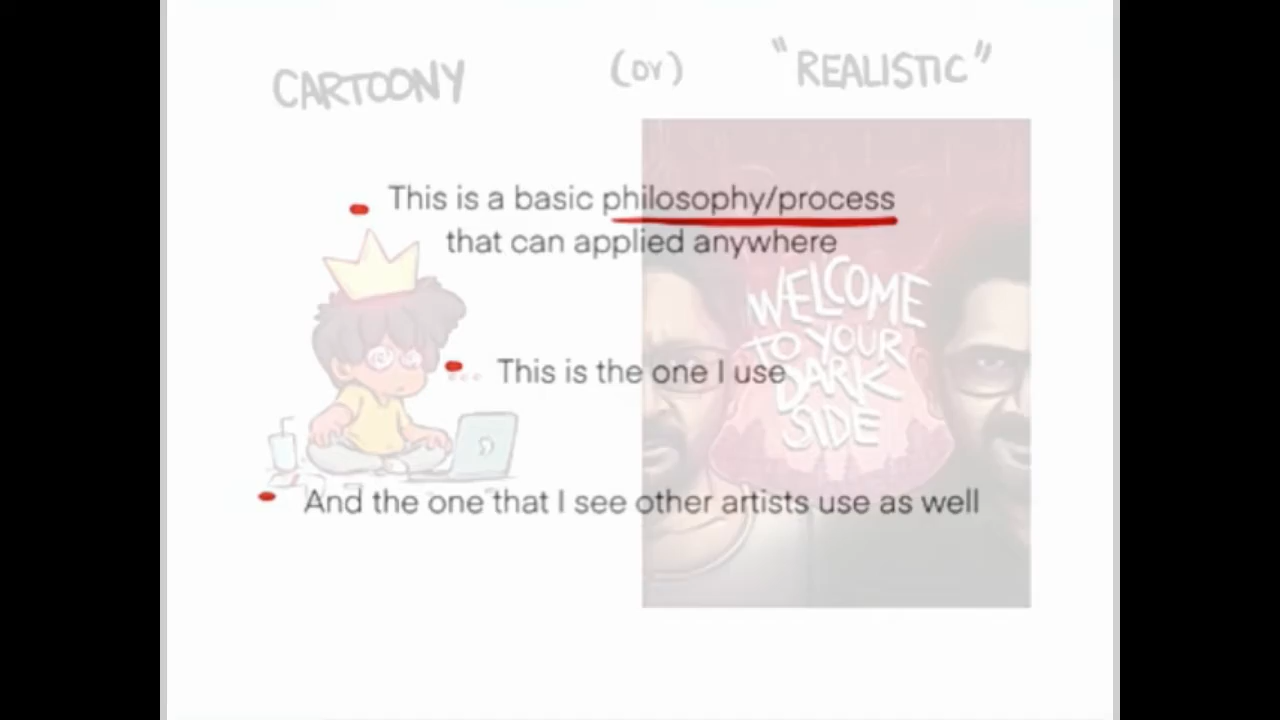 CARTOONY (or) "REALISTIC"
This is a basic philosophy/process
that can applied anywhere
WELCOME
TO YOUR
DARK
SIDE
... This is the one I use
And the one that I see other artists use as well